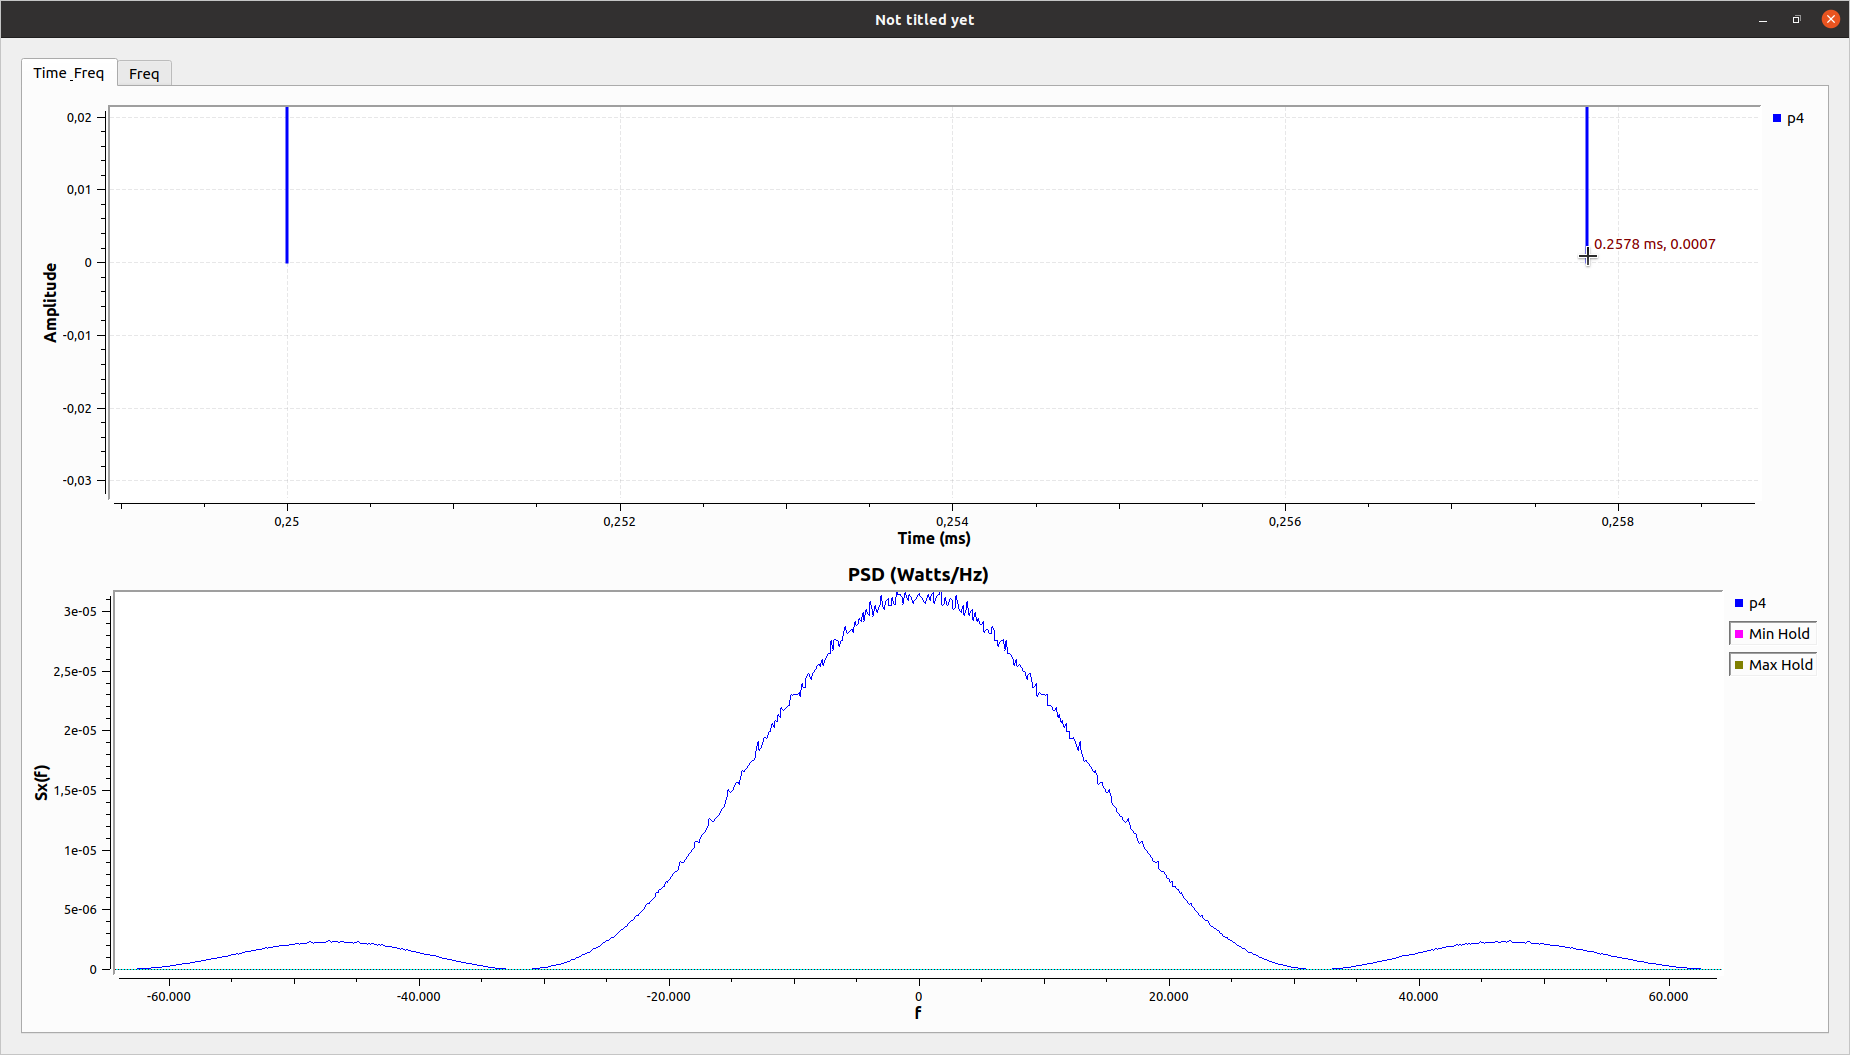 Not titled yet
Time_Freq
Freq
0,02
0,01
0
-0,01
-0,02
-0,03
Amplitude
p4
0.2578 ms, 0.0007
0,25
0,252
0,254
0,256
0,258
Time (ms)
PSD (Watts/Hz)
3e-05
2,5e-05
2e-05
1,5e-05
1e-05
5e-06
0
Sx(f)
p4
Min Hold
Max Hold
-60.000
-40.000
-20.000
0
20.000
40.000
60.000
f